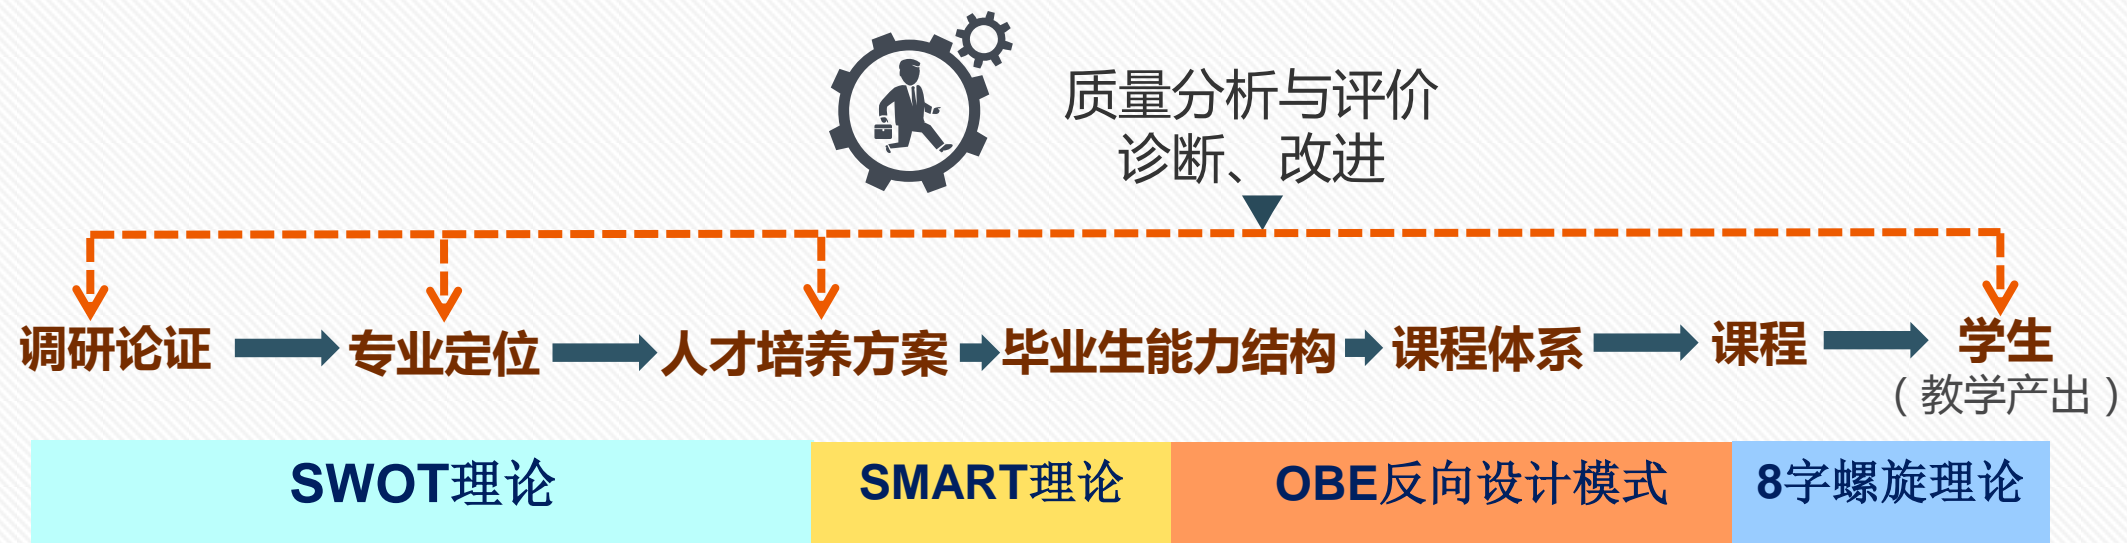 质量分析与评价
诊断、改进
调研论证 专业定位 人才培养方案 毕业生能力结构 课程体系 课程 学生
（教学产出）
SWOT理论 SMART理论 OBE反向设计模式 8字螺旋理论